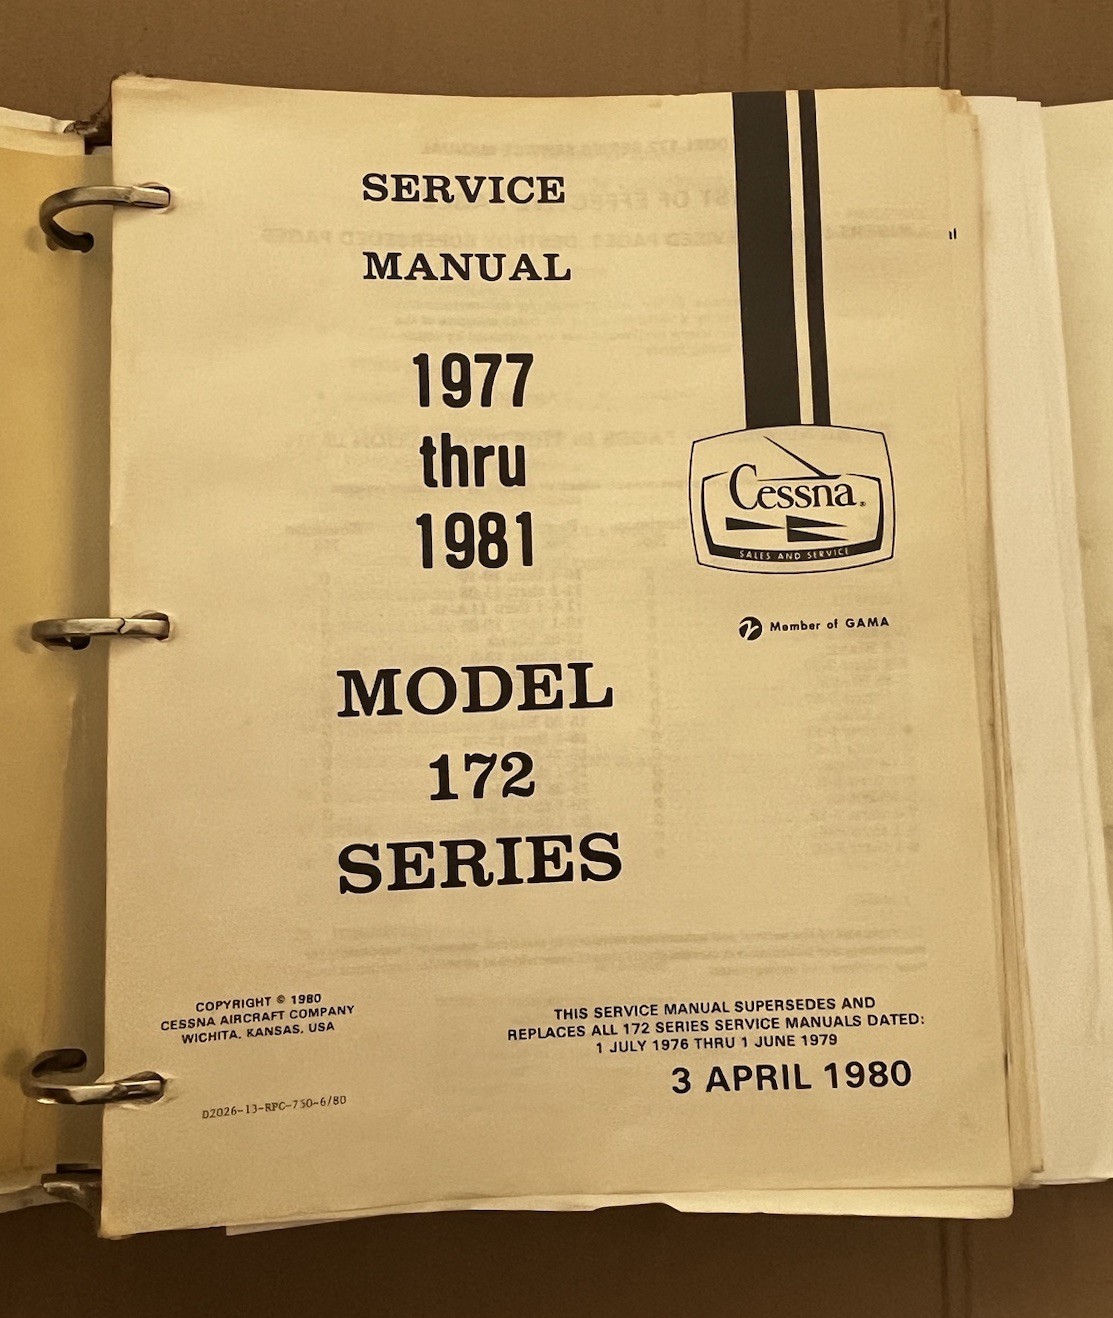 SERVICE
MANUAL
1977
thru
1981
Cessna®
SALES AND SERVICE
Member of GAMA
MODEL
172
SERIES
COPYRIGHT © 1980
CESSNA AIRCRAFT COMPANY
WICHITA, KANSAS, USA
THIS SERVICE MANUAL SUPERSEDES AND
REPLACES ALL 172 SERIES SERVICE MANUALS DATED:
1 JULY 1976 THRU 1 JUNE 1979
3 APRIL 1980
D2026-13-RPC-750-6/80